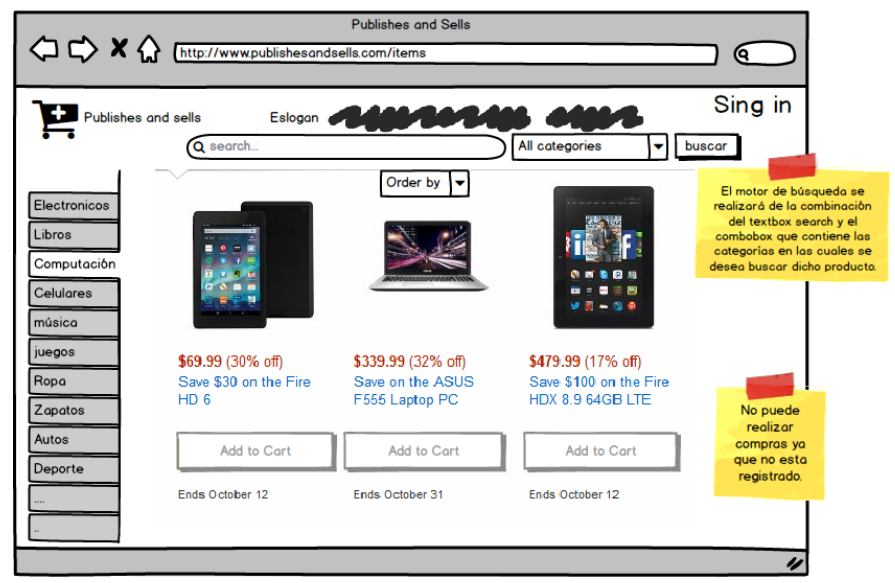 Publishes and Sells
http://www.publishesandsells.com/items
Publishes and sells
Eslogan
Sing in
search...
All categories
buscar
Order by
Electronicos
Libros
Computación
Celulares
música
juegos
Ropa
Zapatos
Autos
Deporte
....
..
$69.99 (30% off)
Save $30 on the Fire
HD 6
Add to Cart
Ends October 12
$339.99 (32% off)
Save on the ASUS
F555 Laptop PC
Add to Cart
Ends October 31
$479.99 (17% off)
Save $100 on the Fire
HDX 8.9 64GB LTE
Add to Cart
Ends October 12
El motor de búsqueda se
realizará de la combinación
del textbox search y el
combobox que contiene las
categorías en las cuales se
desea buscar dicho producto.
No puede
realizar
compras ya
que no esta
registrado.